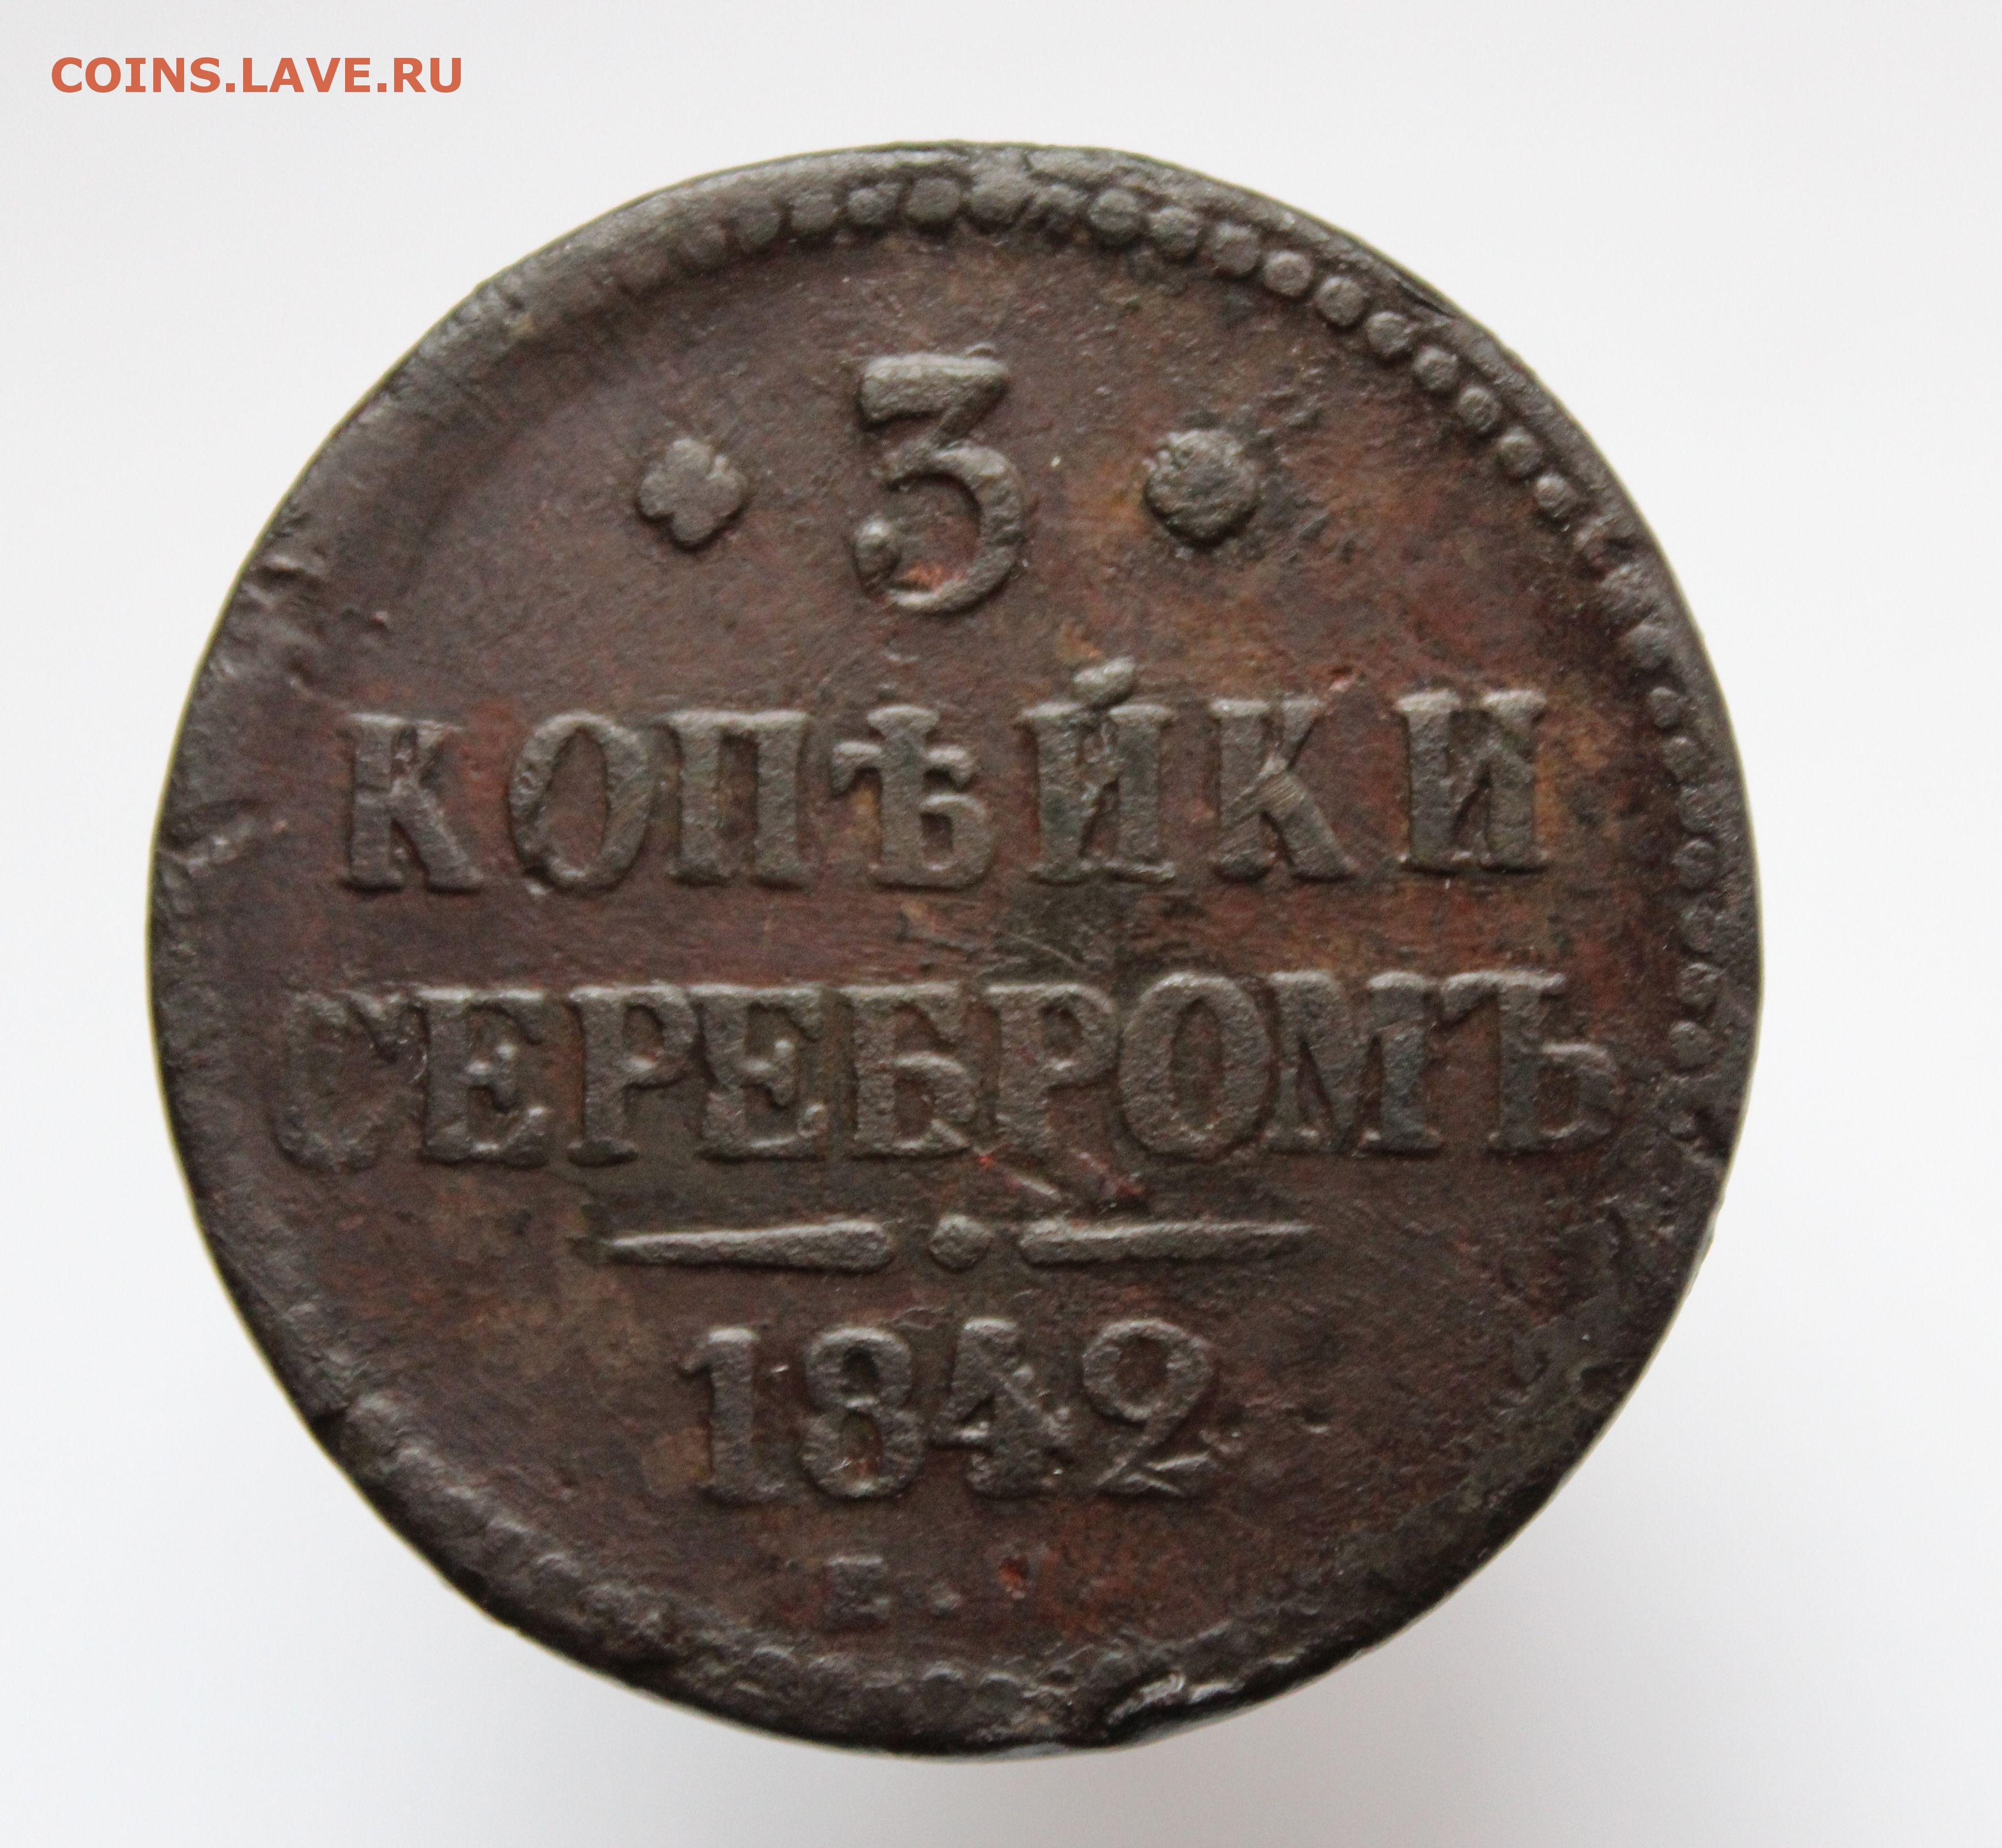 COINS.LAVE.RU
3
КОПѢЙКИ
СЕРЕБРОМЪ
1842
Е.